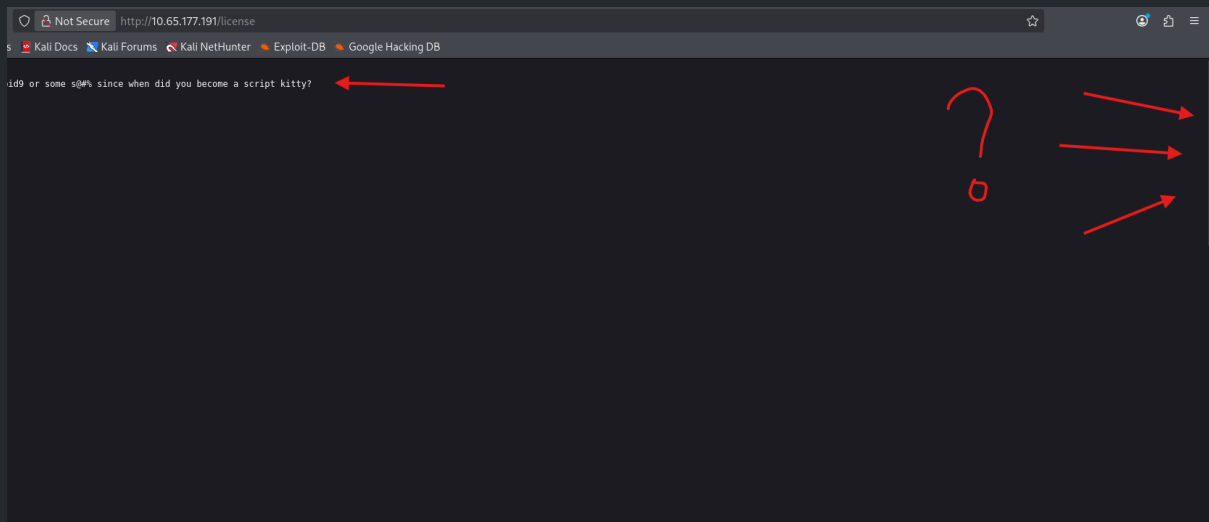 Not Secure http://10.65.177.191/license
Kali Docs Kali Forums Kali NetHunter Exploit-DB Google Hacking DB
or some s@#% since when did you become a script kitty?
?